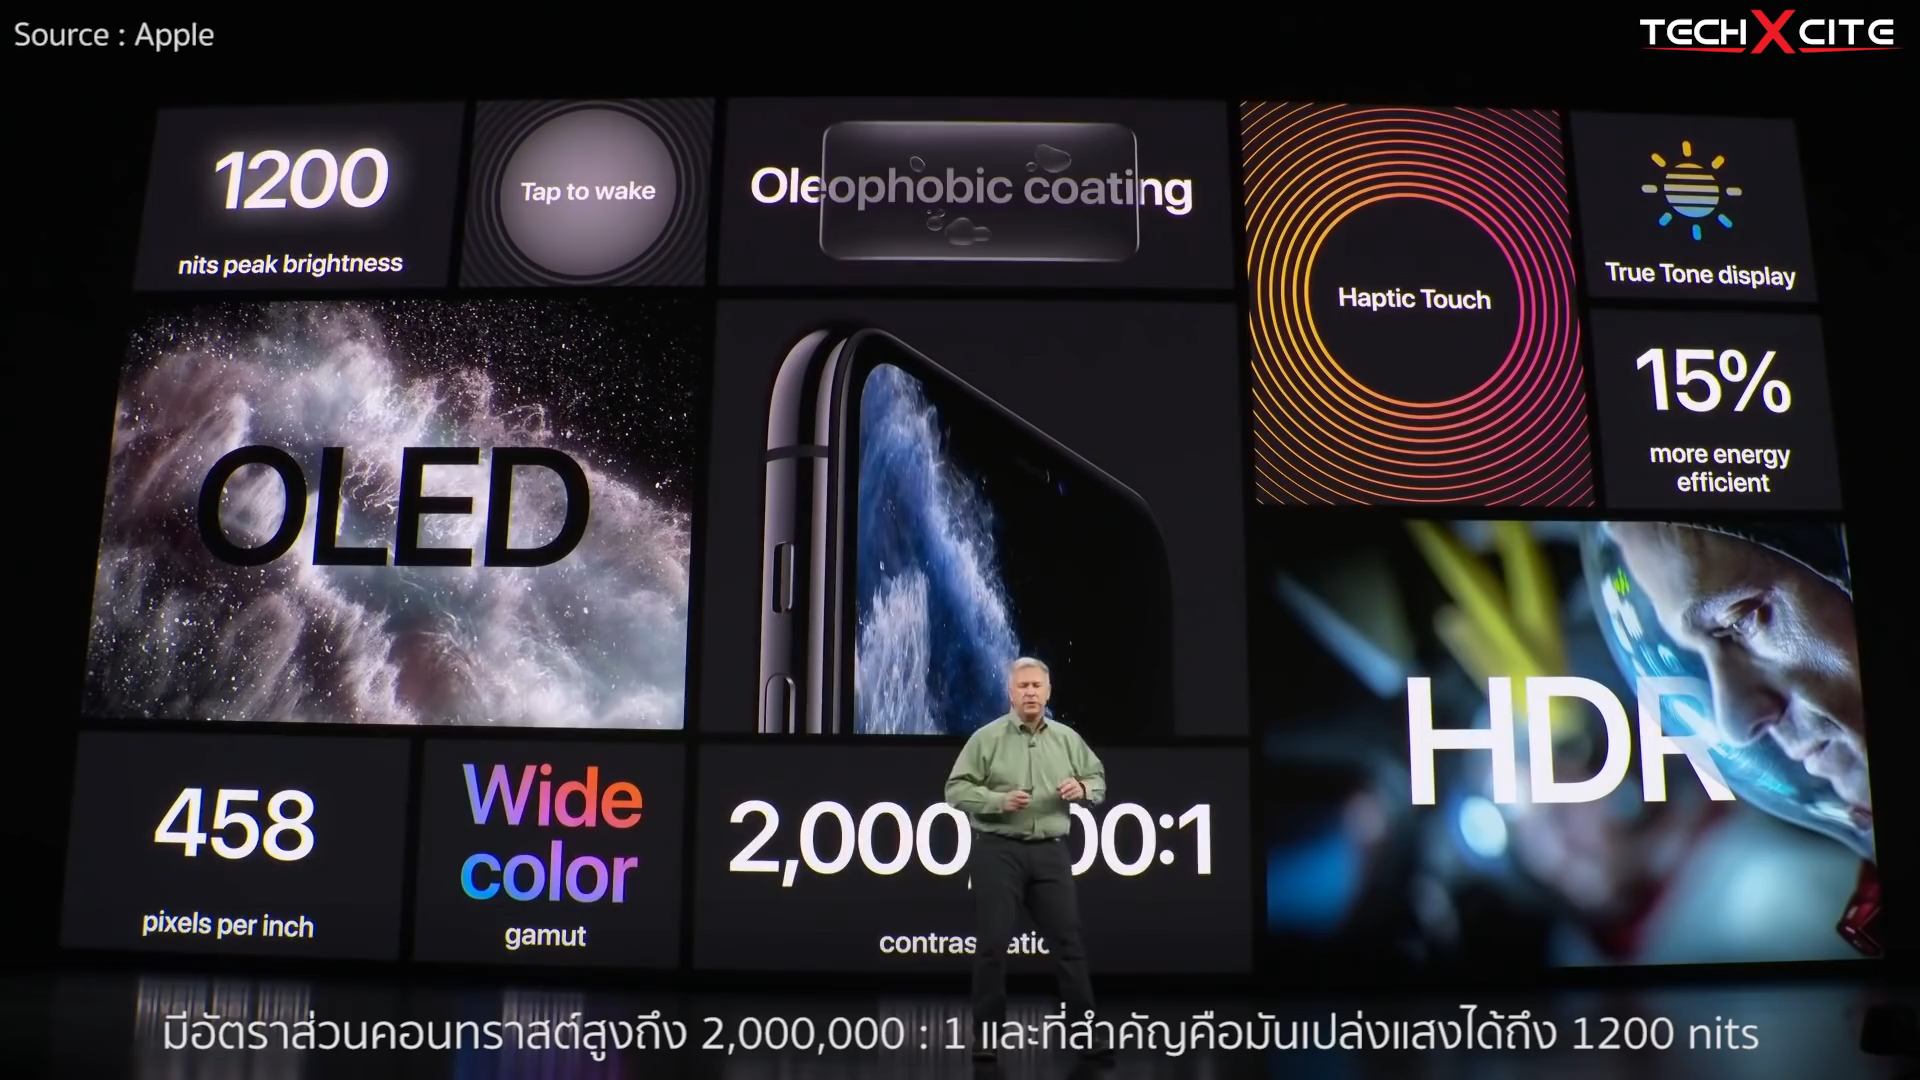 Source : Apple
TECHXCITE
1200
nits peak brightness
Tap to wake
Oleophobic coating
Haptic Touch
True Tone display
15%
more energy
efficient
OLED
HDR
458
pixels per inch
Wide
color
gamut
2,000, 00:1
contras atio
มีอัตราส่วนคอนทราสต์สูงถึง 2,000,000 : 1 และที่สำคัญคือมันเปล่งแสงได้ถึง 1200 nits